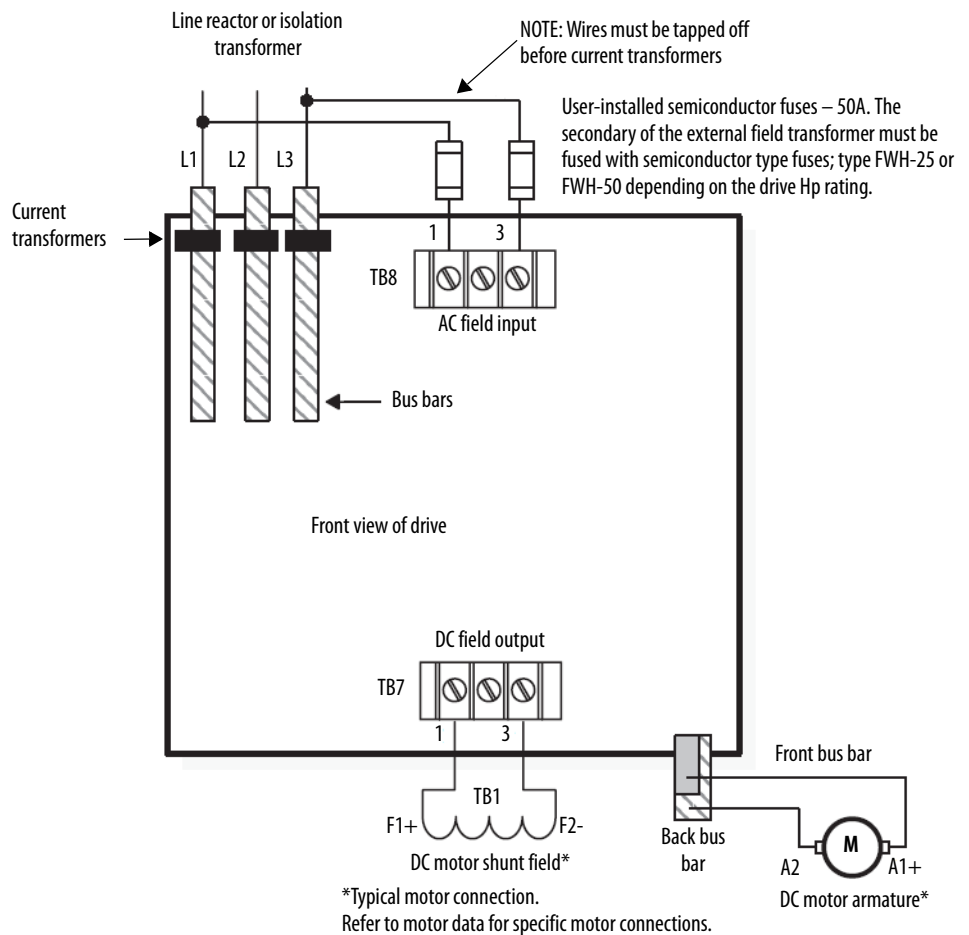 Line reactor or isolation
transformer
NOTE: Wires must be tapped off
before current transformers
User-installed semiconductor fuses – 50A. The
secondary of the external field transformer must be
fused with semiconductor type fuses; type FWH-25 or
FWH-50 depending on the drive Hp rating.
L1
L2
L3
Current
transformers
1
3
TB8
AC field input
Bus bars
Front view of drive
DC field output
TB7
1
3
Front bus bar
TB1
F1+
F2-
Back bus
bar
M
A2
A1+
DC motor shunt field*
DC motor armature*
*Typical motor connection.
Refer to motor data for specific motor connections.